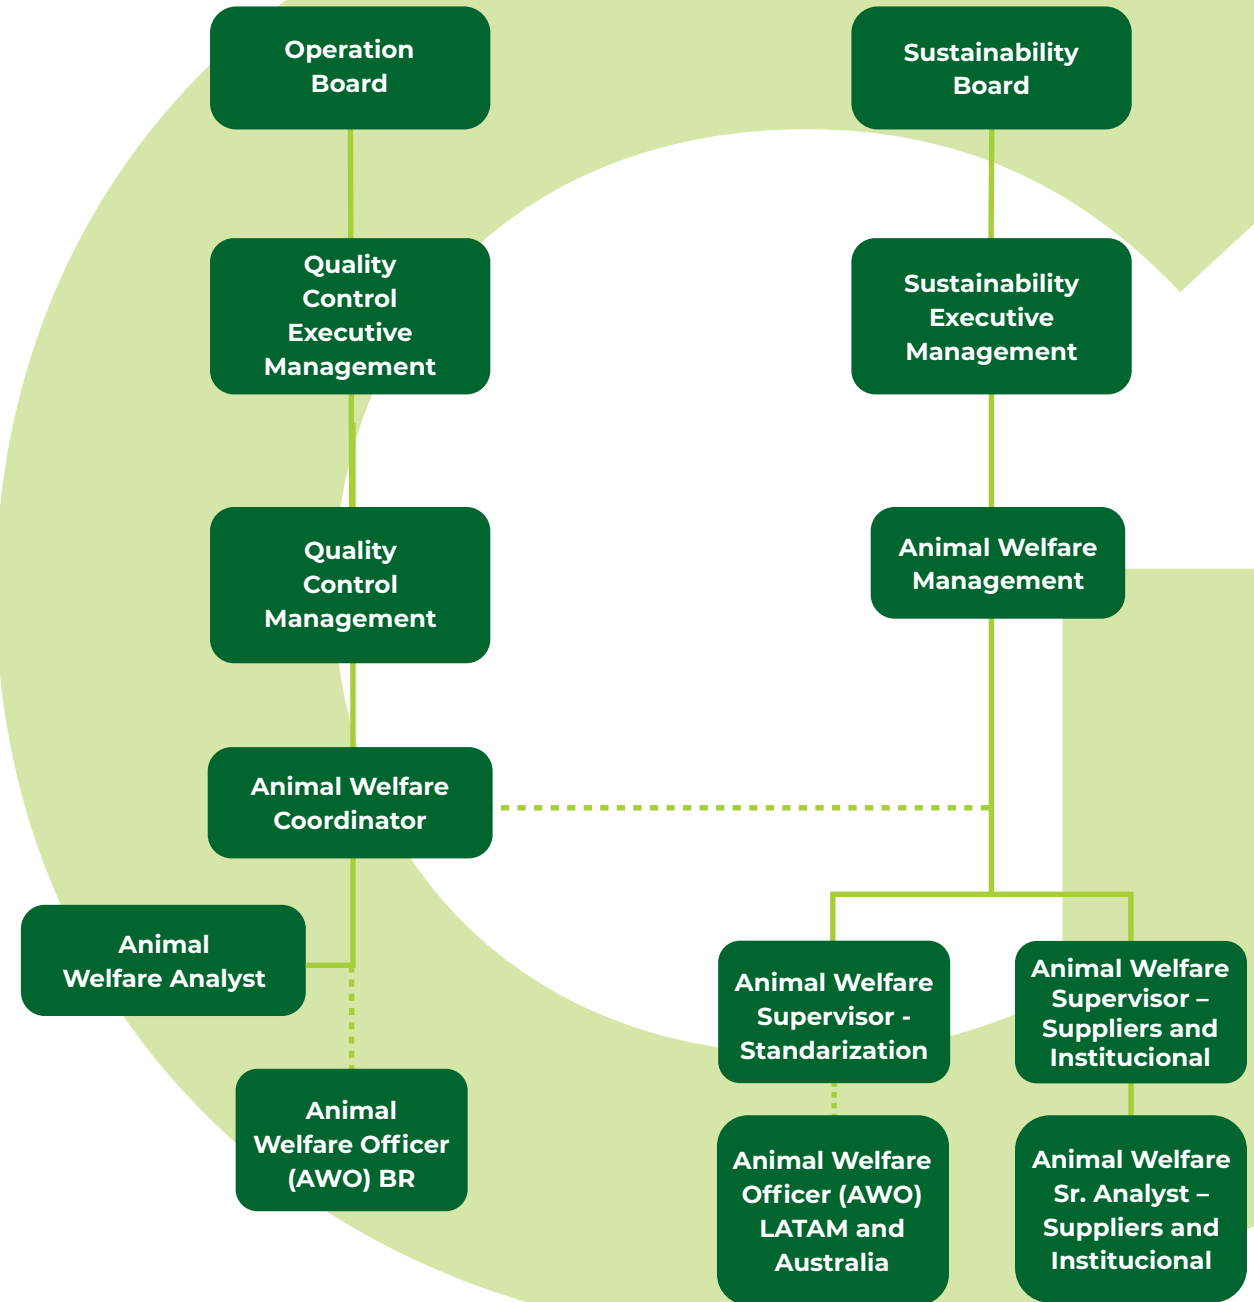 Operation
Board
Sustainability
Board
Quality
Control
Executive
Management
Sustainability
Executive
Management
Quality
Control
Management
Animal Welfare
Management
Animal Welfare
Coordinator
Animal
Welfare Analyst
Animal Welfare
Supervisor -
Standarization
Animal Welfare
Supervisor –
Suppliers and
Institucional
Animal
Welfare Officer
(AWO) BR
Animal Welfare
Officer (AWO)
LATAM and
Australia
Animal Welfare
Sr. Analyst –
Suppliers and
Institucional